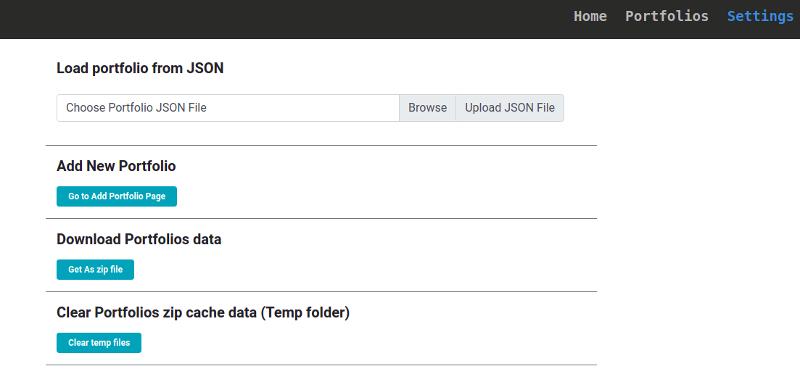 Home Portfolios Settings
Load portfolio from JSON
Choose Portfolio JSON File Browse Upload JSON File
Add New Portfolio
Go to Add Portfolio Page
Download Portfolios data
Get As zip file
Clear Portfolios zip cache data (Temp folder)
Clear temp files